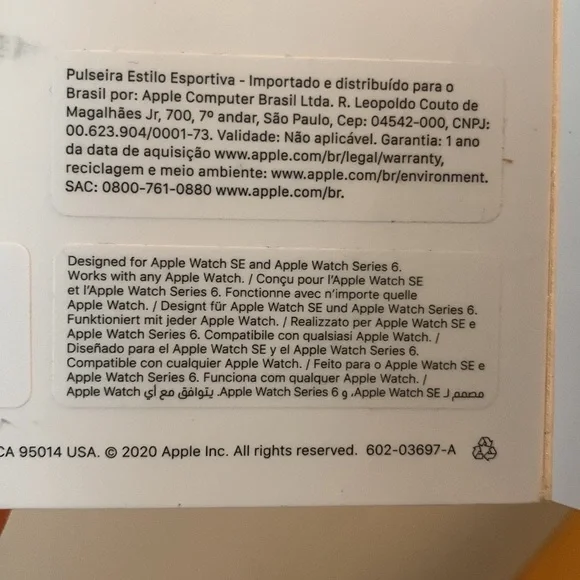 Pulseira Estilo Esportiva - Importado e distribuído para o
Brasil por: Apple Computer Brasil Ltda. R. Leopoldo Couto de
Magalhães Jr, 700, 7º andar, São Paulo, Cep: 04542-000, CNPJ:
00.623.904/0001-73. Validade: Não aplicável. Garantia: 1 ano
da data de aquisição www.apple.com/br/legal/warranty,
reciclagem e meio ambiente: www.apple.com/br/environment.
SAC: 0800-761-0880 www.apple.com/br.
Designed for Apple Watch SE and Apple Watch Series 6.
Works with any Apple Watch. / Conçu pour l'Apple Watch SE
et l'Apple Watch Series 6. Fonctionne avec n'importe quelle
Apple Watch. / Designt für Apple Watch SE und Apple Watch Series 6.
Funktioniert mit jeder Apple Watch. / Realizzato per Apple Watch SE e
Apple Watch Series 6. Compatibile con qualsiasi Apple Watch. /
Diseñado para el Apple Watch SE y el Apple Watch Series 6.
Compatible con cualquier Apple Watch. / Feito para o Apple Watch SE e
Apple Watch Series 6. Funciona com qualquer Apple Watch. /
مصمم لـ Apple Watch SE، و Apple Watch Series 6. يتوافق مع أي Apple Watch
CA 95014 USA. © 2020 Apple Inc. All rights reserved. 602-03697-A